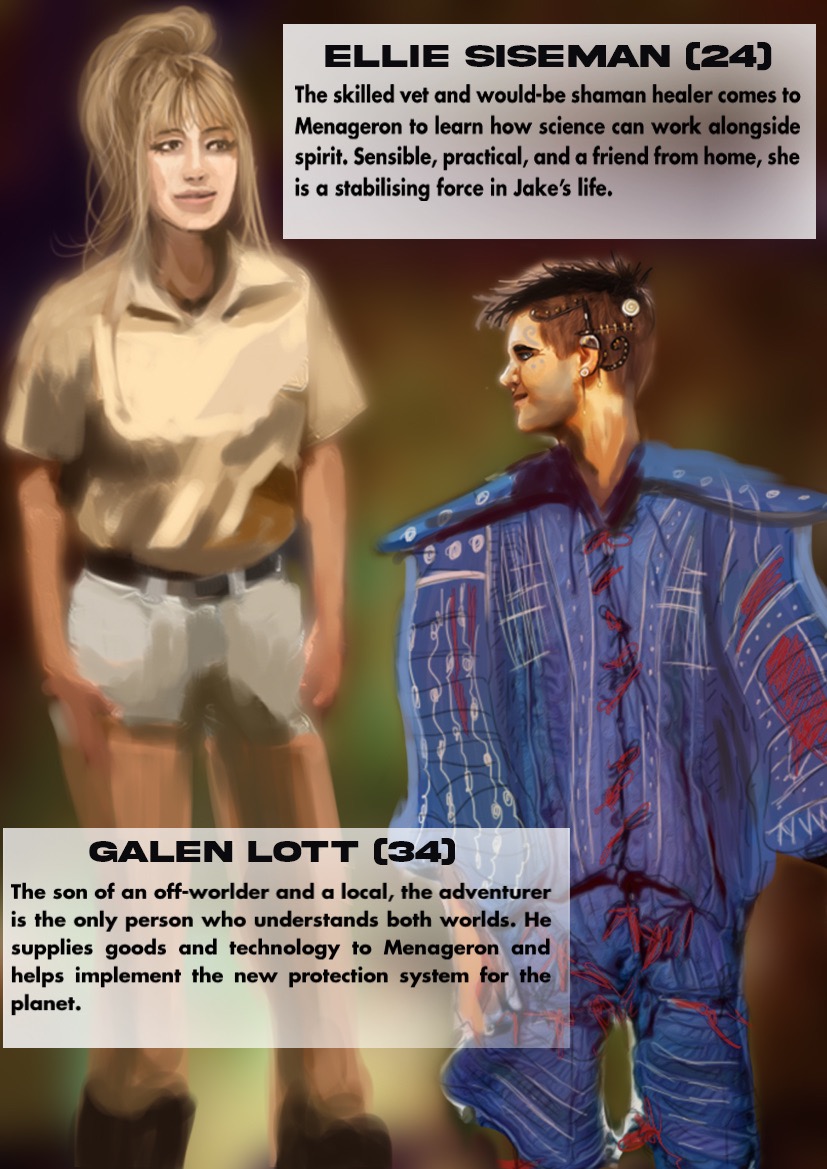 ELLIE SISEMAN (24)
The skilled vet and would-be shaman healer comes to
Menageron to learn how science can work alongside
spirit. Sensible, practical, and a friend from home, she
is a stabilising force in Jake's life.
GALEN LOTT (34)
The son of an off-worlder and a local, the adventurer
is the only person who understands both worlds. He
supplies goods and technology to Menageron and
helps implement the new protection system for the
planet.